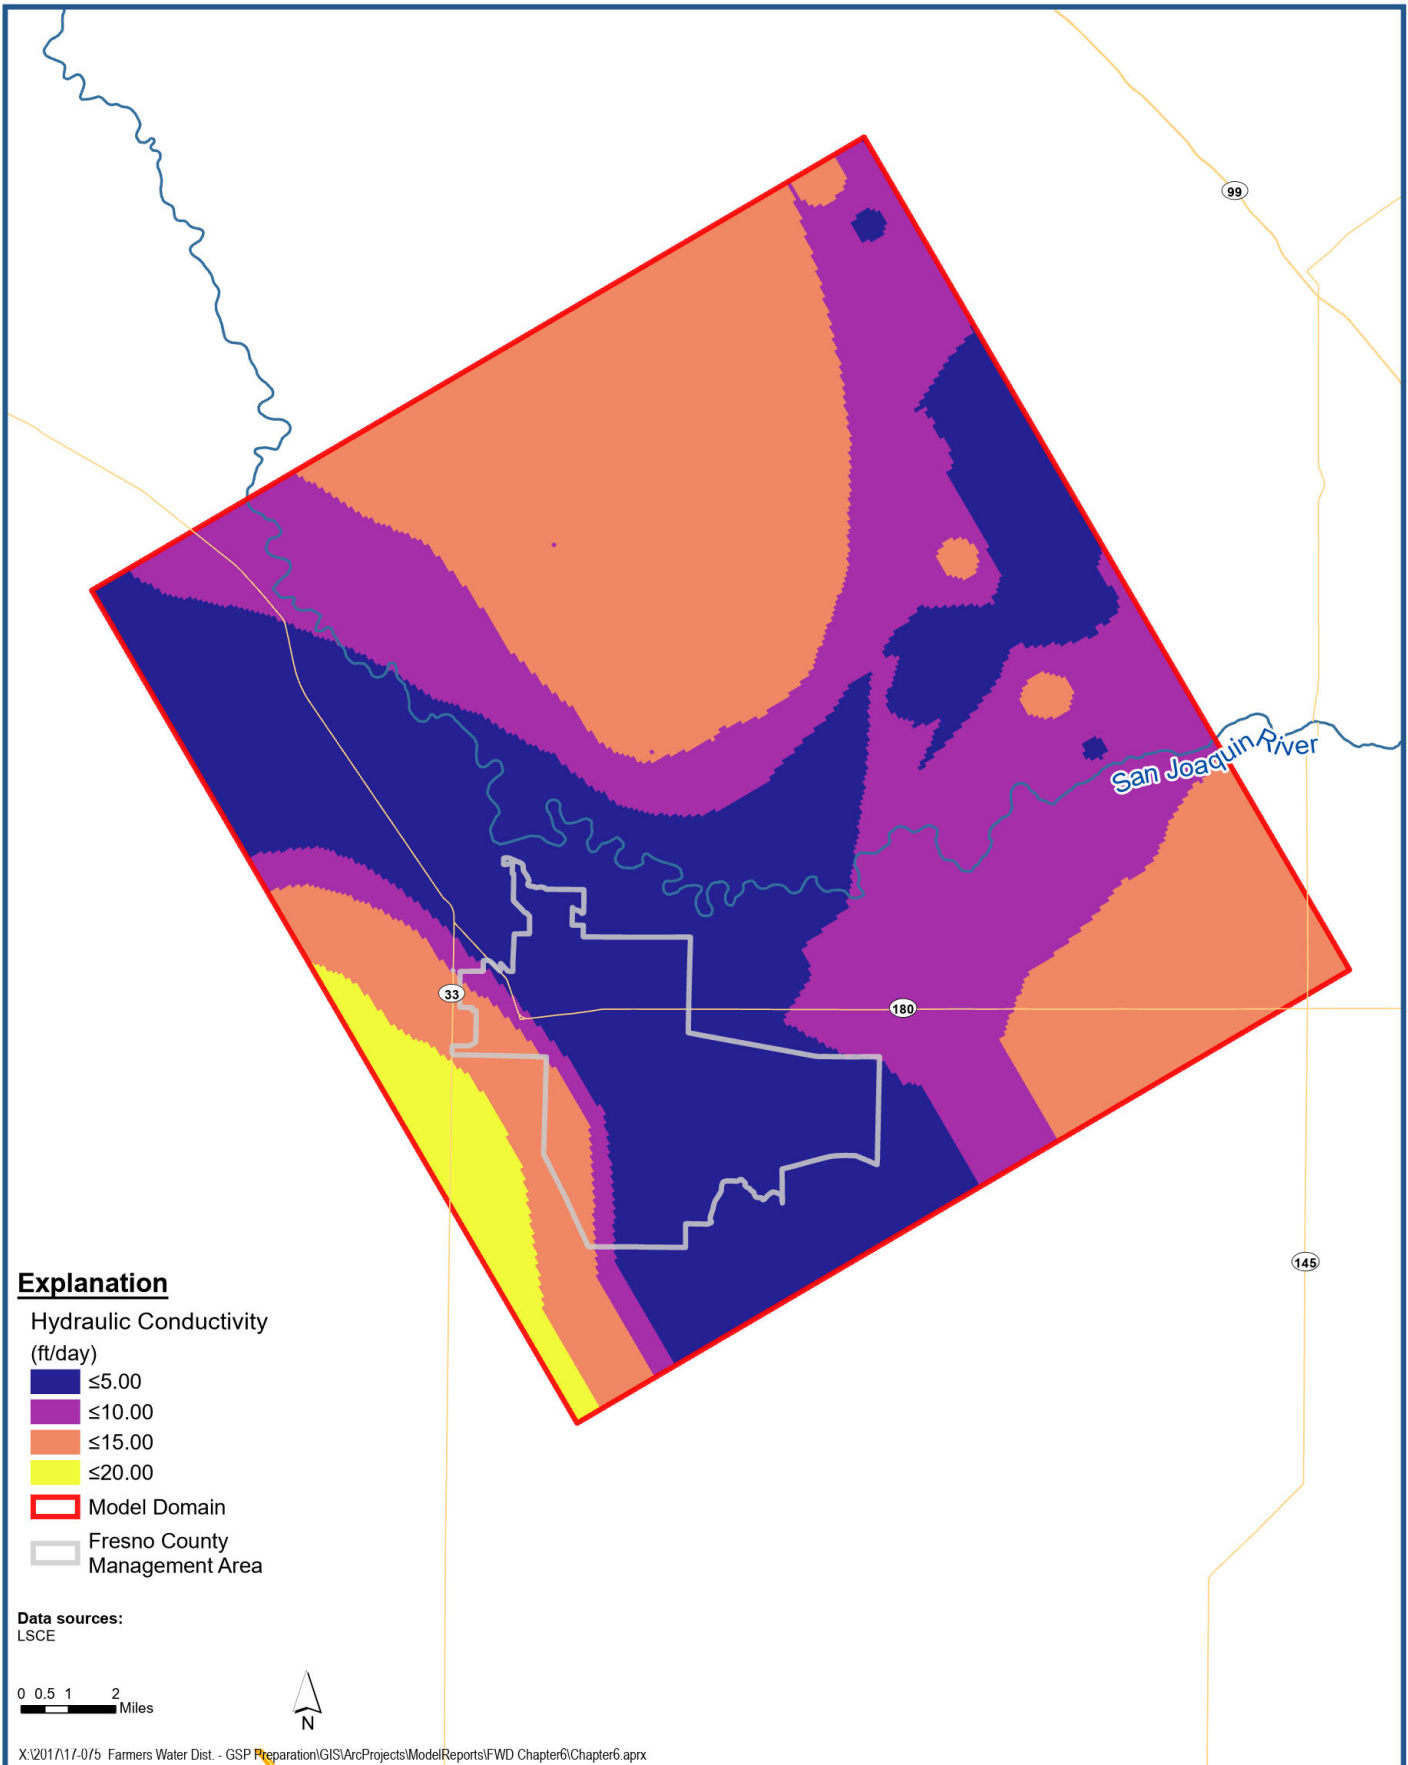 99
San Joaquin River
33
180
145
Explanation
Hydraulic Conductivity
(ft/day)
≤5.00
≤10.00
≤15.00
≤20.00
Model Domain
Fresno County
Management Area
Data sources:
LSCE
0 0.5 1 2
Miles
N
X:\2017\17-075 Farmers Water Dist. - GSP Preparation\GIS\ArcProjects\ModelReports\FWD Chapter6\Chapter6.aprx